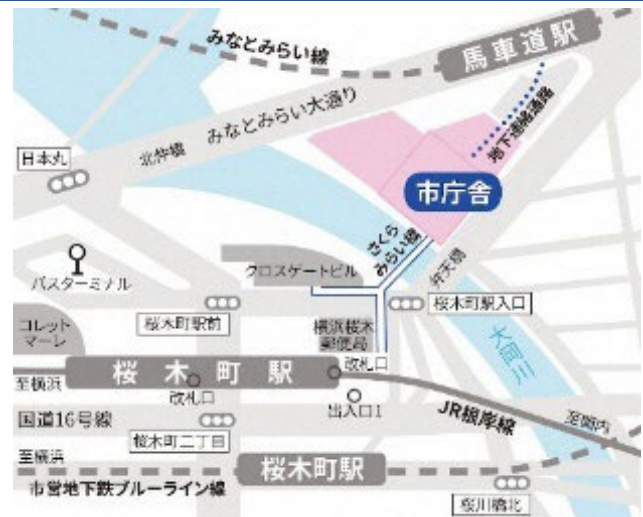 みなとみらい線
馬車道駅
みなとみらい大通り
北仲橋
地下連絡通路
日本丸
市庁舎
さくら
みらい橋
弁天橋
バスターミナル
クロスゲートビル
桜木町駅前
桜木町駅入口
コレット
マーレ
横浜桜木
郵便局
大岡川
改札口
至横浜
桜木町駅
改札口
出入口1
JR根岸線
至関内
国道16号線
桜木町二丁目
至横浜
桜木町駅
市営地下鉄ブルーライン線
桜川橋北